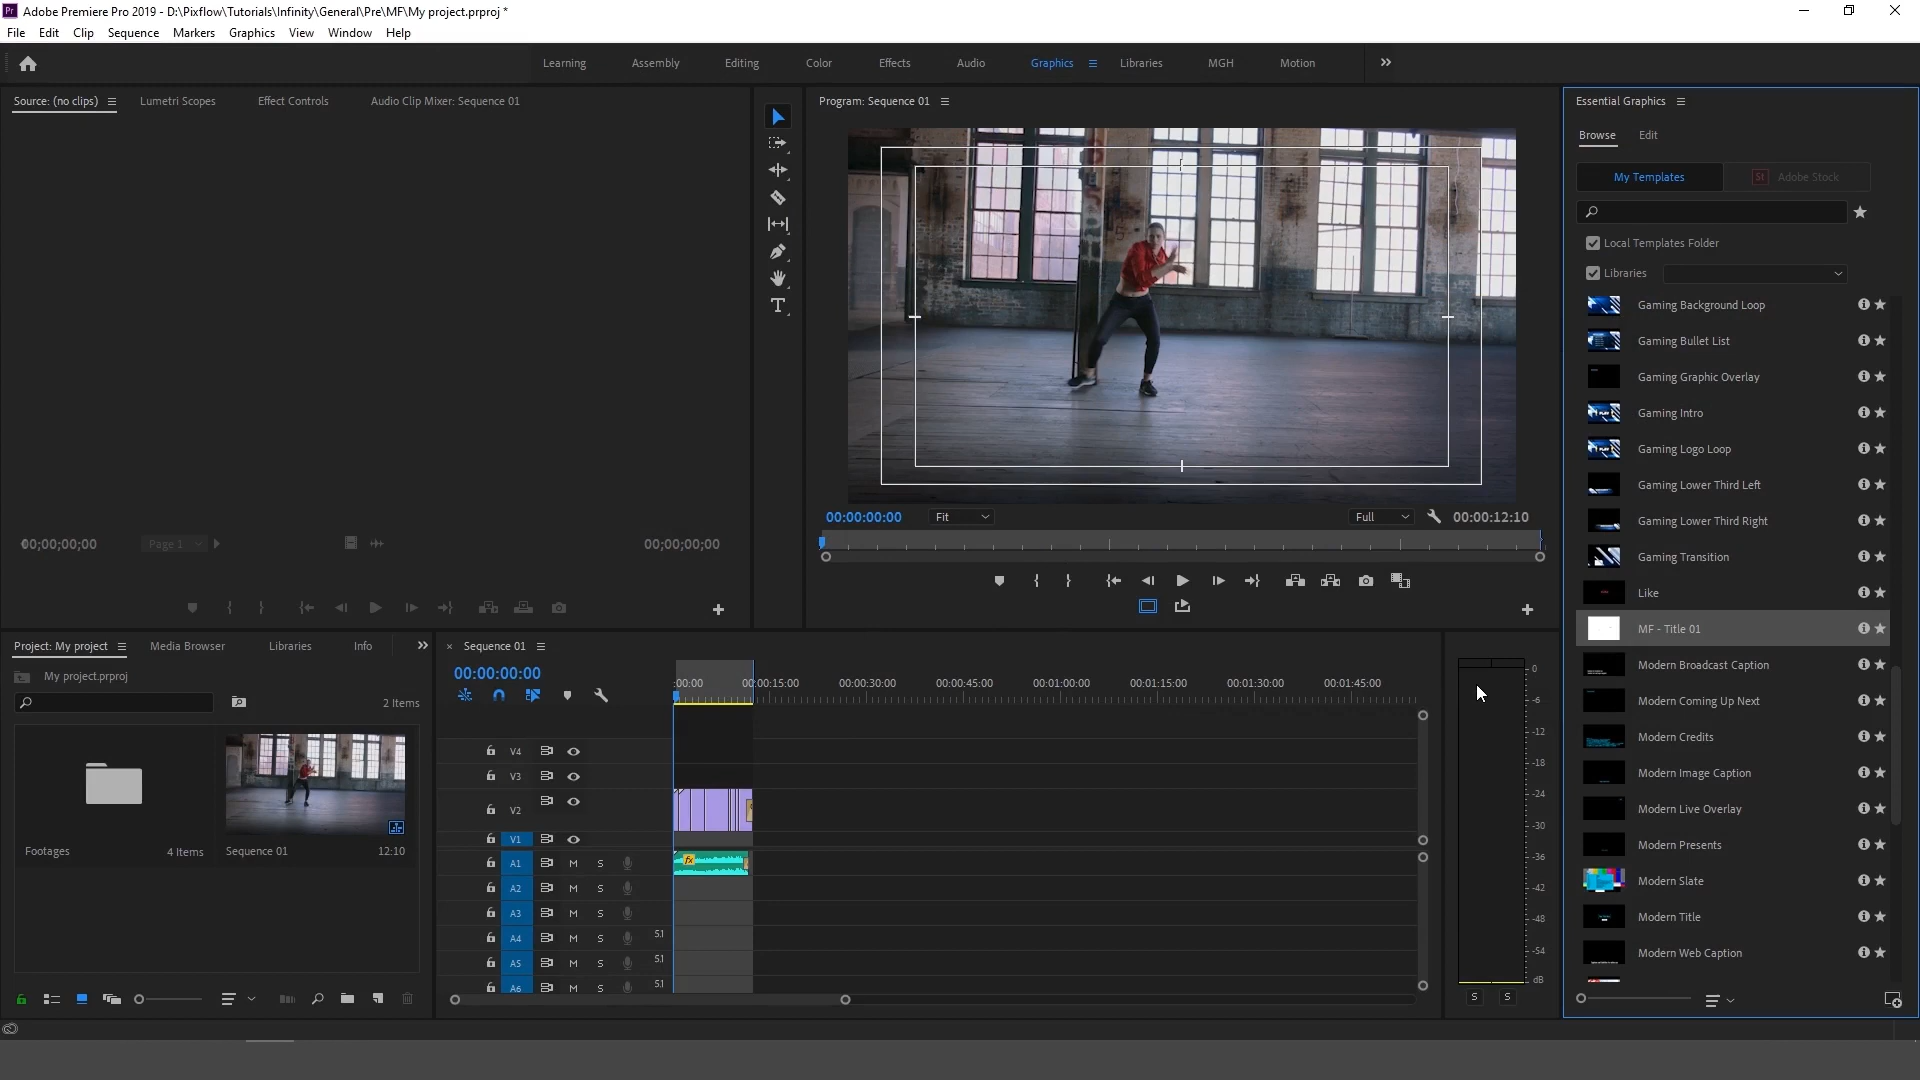 Pr Adobe Premiere Pro 2019 - D:\Pixflow\Tutorials\Infinity\General\Pre\MF\My project.prproj *
File Edit Clip Sequence Markers Graphics View Window Help
Learning Assembly Editing Color Effects Audio Graphics Libraries MGH Motion
Source: (no clips) Lumetri Scopes Effect Controls Audio Clip Mixer: Sequence 01
00;00;00;00 Page 1 00;00;00;00
Program: Sequence 01
00:00:00:00 Fit Full 00:00:12:10
Essential Graphics
Browse Edit
My Templates St Adobe Stock
Local Templates Folder
Libraries
Gaming Background Loop
Gaming Bullet List
Gaming Graphic Overlay
Gaming Intro
Gaming Logo Loop
Gaming Lower Third Left
Gaming Lower Third Right
Gaming Transition
Like
MF - Title 01
Modern Broadcast Caption
Modern Coming Up Next
Modern Credits
Modern Image Caption
Modern Live Overlay
Modern Presents
Modern Slate
Modern Title
Modern Web Caption
Project: My project Media Browser Libraries Info
My project.prproj
2 Items
Footages 4 Items Sequence 01 12:10
× Sequence 01
00:00:00:00
:00:00 00:00:15:00 00:00:30:00 00:00:45:00 00:01:00:00 00:01:15:00 00:01:30:00 00:01:45:00
V4
V3
V2
V1
A1 M S fx
A2 M S
A3 M S
A4 M S 5.1
A5 M S 5.1
A6 M S 5.1
0
-6
-12
-18
-24
-30
-36
-42
-48
-54
dB
S S